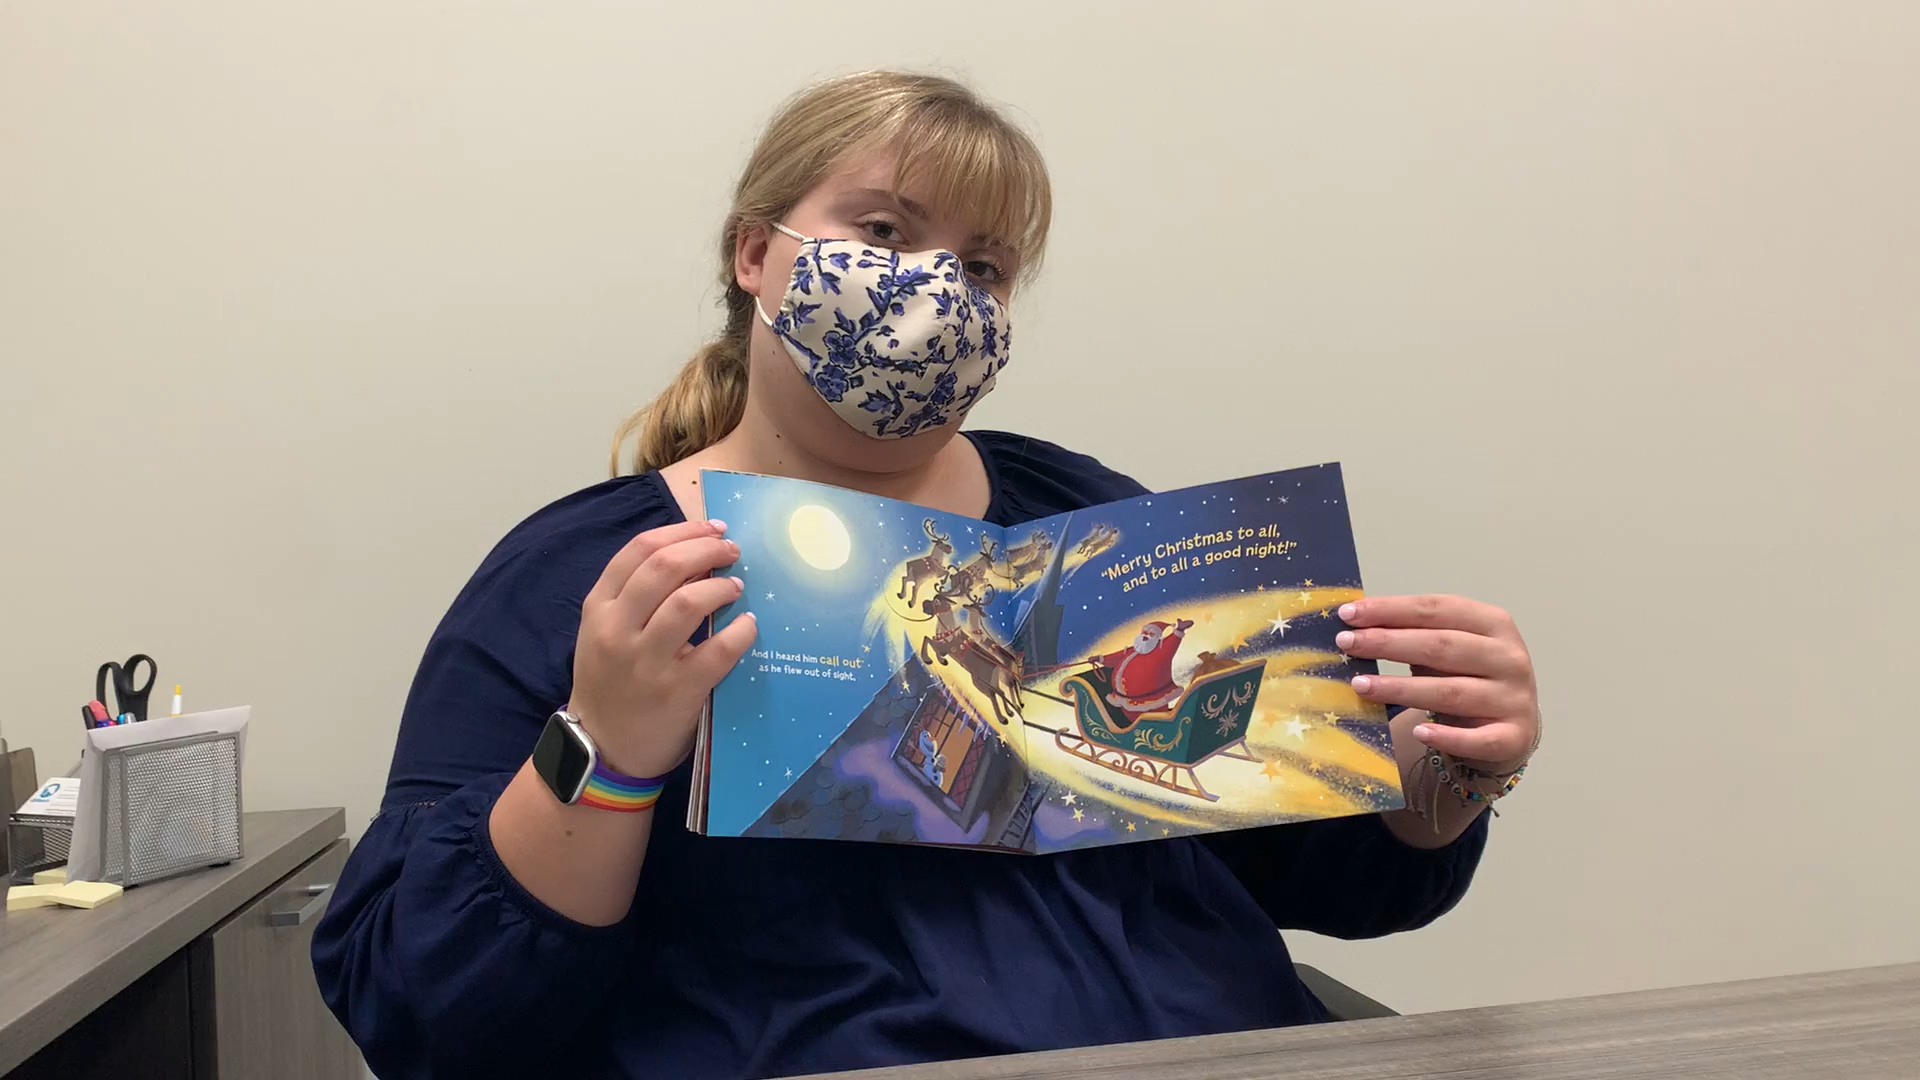 And I heard him call out
as he flew out of sight,
"Merry Christmas to all,
and to all a good night!"